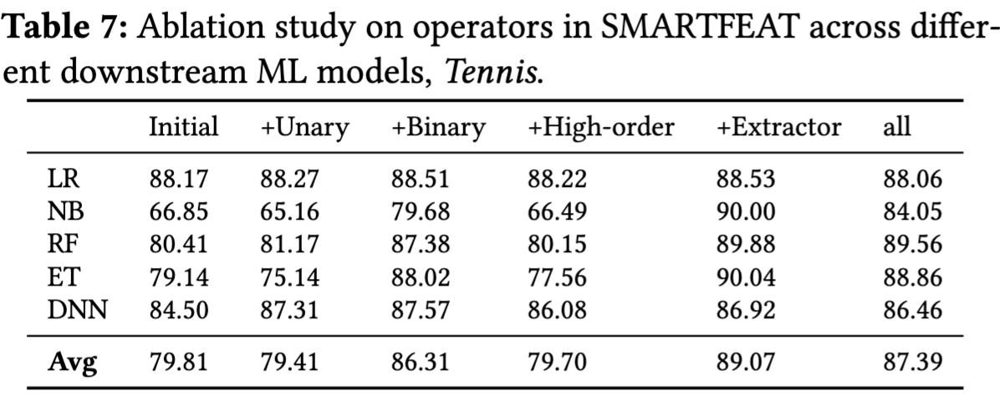 Table 7: Ablation study on operators in SMARTFEAT across differ-
ent downstream ML models, Tennis.
Initial +Unary +Binary +High-order +Extractor all
LR 88.17 88.27 88.51 88.22 88.53 88.06
NB 66.85 65.16 79.68 66.49 90.00 84.05
RF 80.41 81.17 87.38 80.15 89.88 89.56
ET 79.14 75.14 88.02 77.56 90.04 88.86
DNN 84.50 87.31 87.57 86.08 86.92 86.46
Avg 79.81 79.41 86.31 79.70 89.07 87.39